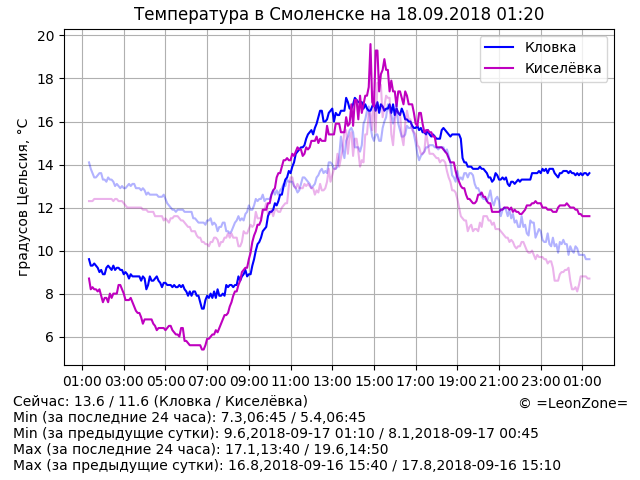 Температура в Смоленске на 18.09.2018 01:20
градусов Цельсия, °C
20
18
16
14
12
10
8
6
Кловка
Киселёвка
01:00 03:00 05:00 07:00 09:00 11:00 13:00 15:00 17:00 19:00 21:00 23:00 01:00
Сейчас: 13.6 / 11.6 (Кловка / Киселёвка)
© =LeonZone=
Min (за последние 24 часа): 7.3,06:45 / 5.4,06:45
Min (за предыдущие сутки): 9.6,2018-09-17 01:10 / 8.1,2018-09-17 00:45
Max (за последние 24 часа): 17.1,13:40 / 19.6,14:50
Max (за предыдущие сутки): 16.8,2018-09-16 15:40 / 17.8,2018-09-16 15:10